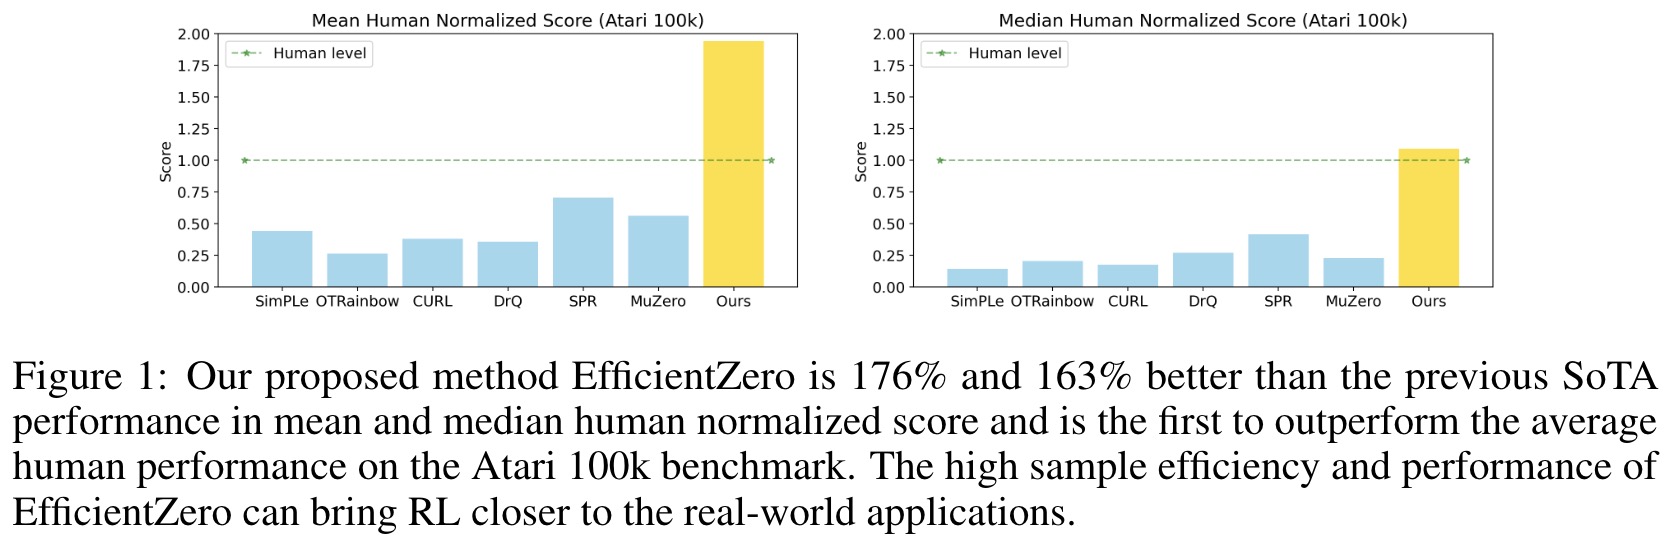 Mean Human Normalized Score (Atari 100k)
2.00
1.75
1.50
1.25
1.00
0.75
0.50
0.25
0.00
Score
Human level
SimPLe OTRainbow CURL DrQ SPR MuZero Ours
Median Human Normalized Score (Atari 100k)
2.00
1.75
1.50
1.25
1.00
0.75
0.50
0.25
0.00
Score
Human level
SimPLe OTRainbow CURL DrQ SPR MuZero Ours
Figure 1: Our proposed method EfficientZero is 176% and 163% better than the previous SoTA
performance in mean and median human normalized score and is the first to outperform the average
human performance on the Atari 100k benchmark. The high sample efficiency and performance of
EfficientZero can bring RL closer to the real-world applications.